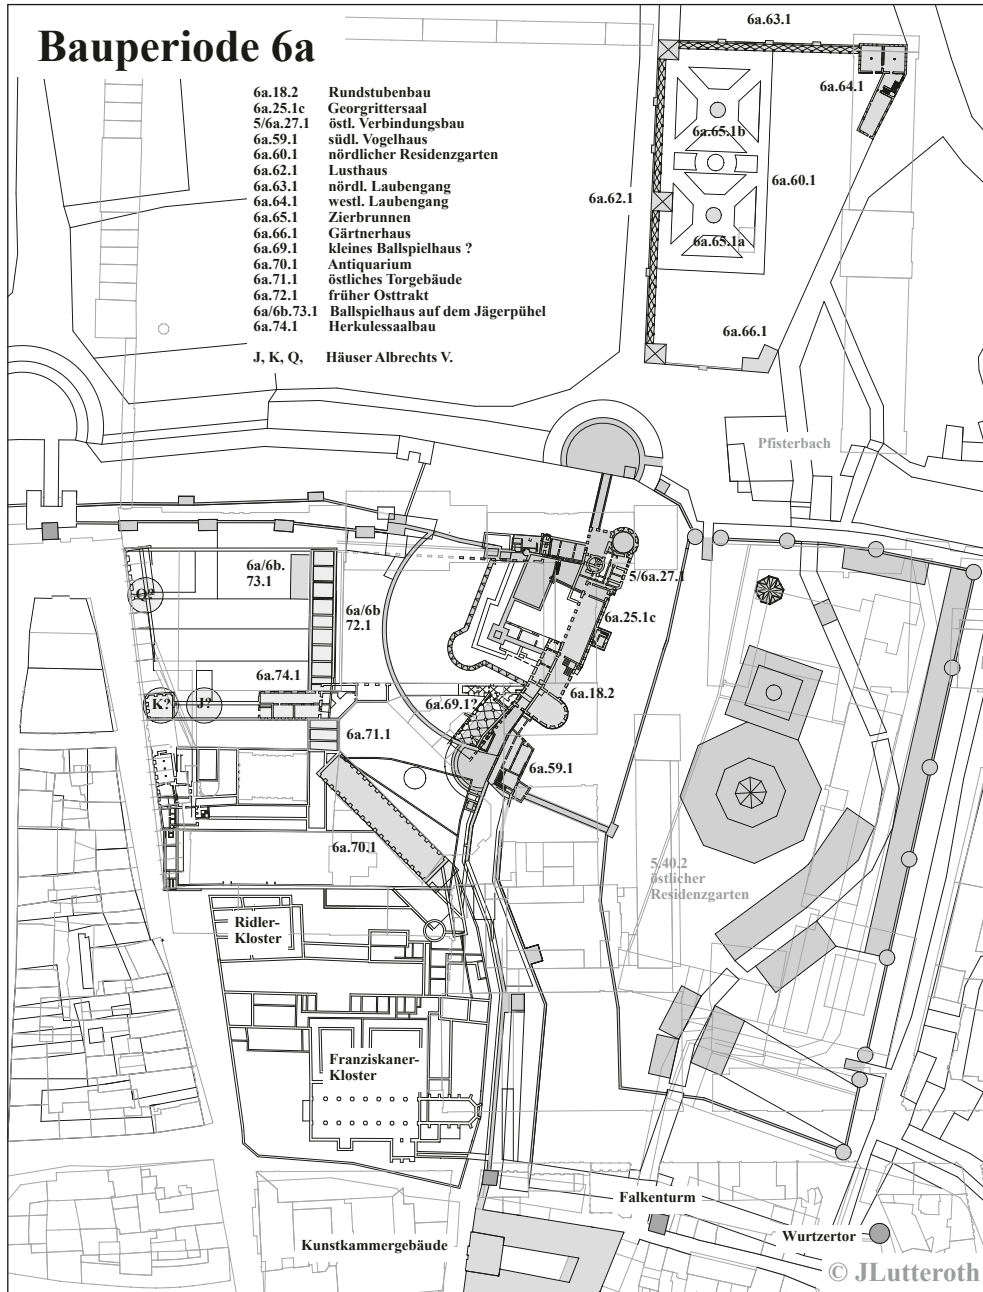 Bauperiode 6a
6a.18.2 Rundstubenbau
6a.25.1c Georgrittersaal
5/6a.27.1 östl. Verbindungsbau
6a.59.1 südl. Vogelhaus
6a.60.1 nördlicher Residenzgarten
6a.62.1 Lusthaus
6a.63.1 nördl. Laubengang
6a.64.1 westl. Laubengang
6a.65.1 Zierbrunnen
6a.66.1 Gärtnerhaus
6a.69.1 kleines Ballspielhaus ?
6a.70.1 Antiquarium
6a.71.1 östliches Torgebäude
6a.72.1 früher Osttrakt
6a/6b.73.1 Ballspielhaus auf dem Jägerpühel
6a.74.1 Herkulessaalbau
J, K, Q, Häuser Albrechts V.
6a.63.1
6a.64.1
6a.65.1b
6a.60.1
6a.62.1
6a.65.1a
6a.66.1
Pfisterbach
6a/6b.
73.1
Q?
6a/6b
72.1
5/6a.27.1
6a.25.1c
6a.74.1
6a.18.2
K?
J?
6a.69.1?
6a.71.1
6a.59.1
6a.70.1
5.40.2
östlicher
Residenzgarten
Ridler-
Kloster
Franziskaner-
Kloster
Falkenturm
Wurtzertor
Kunstkammergebäude
© JLutteroth